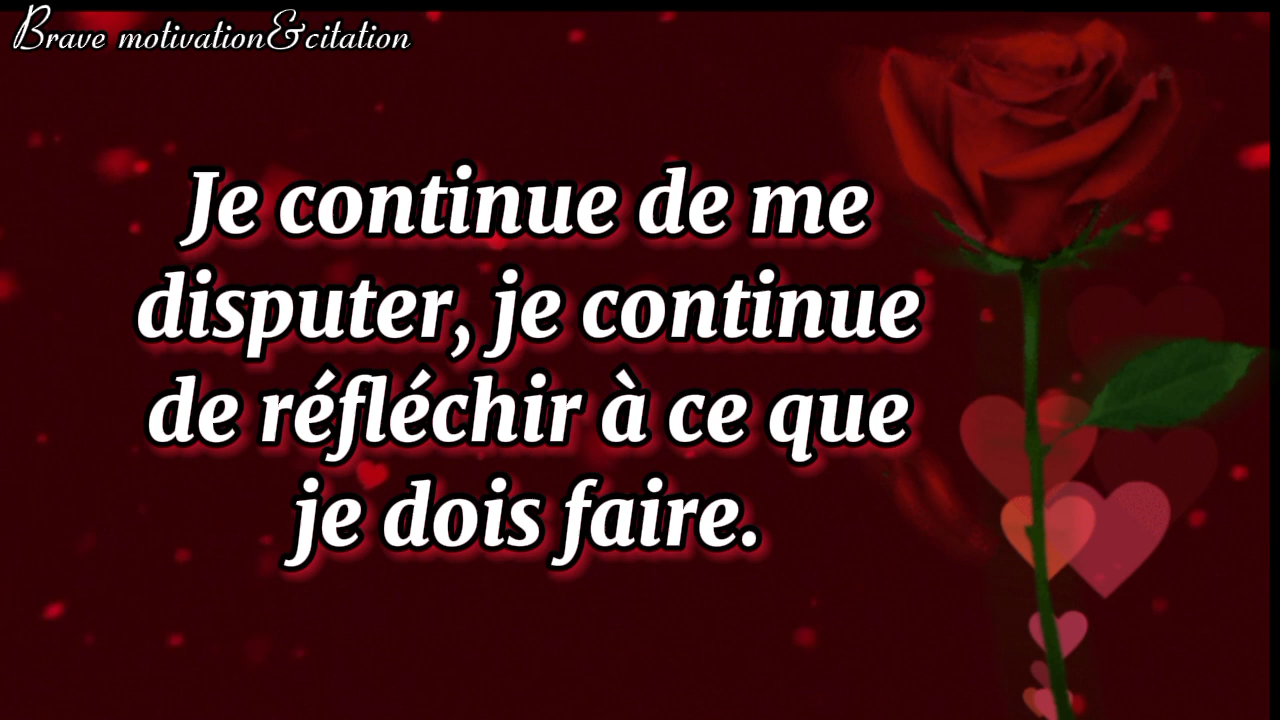 Brave motivation&citation
Je continue de me
disputer, je continue
de réfléchir à ce que
je dois faire.